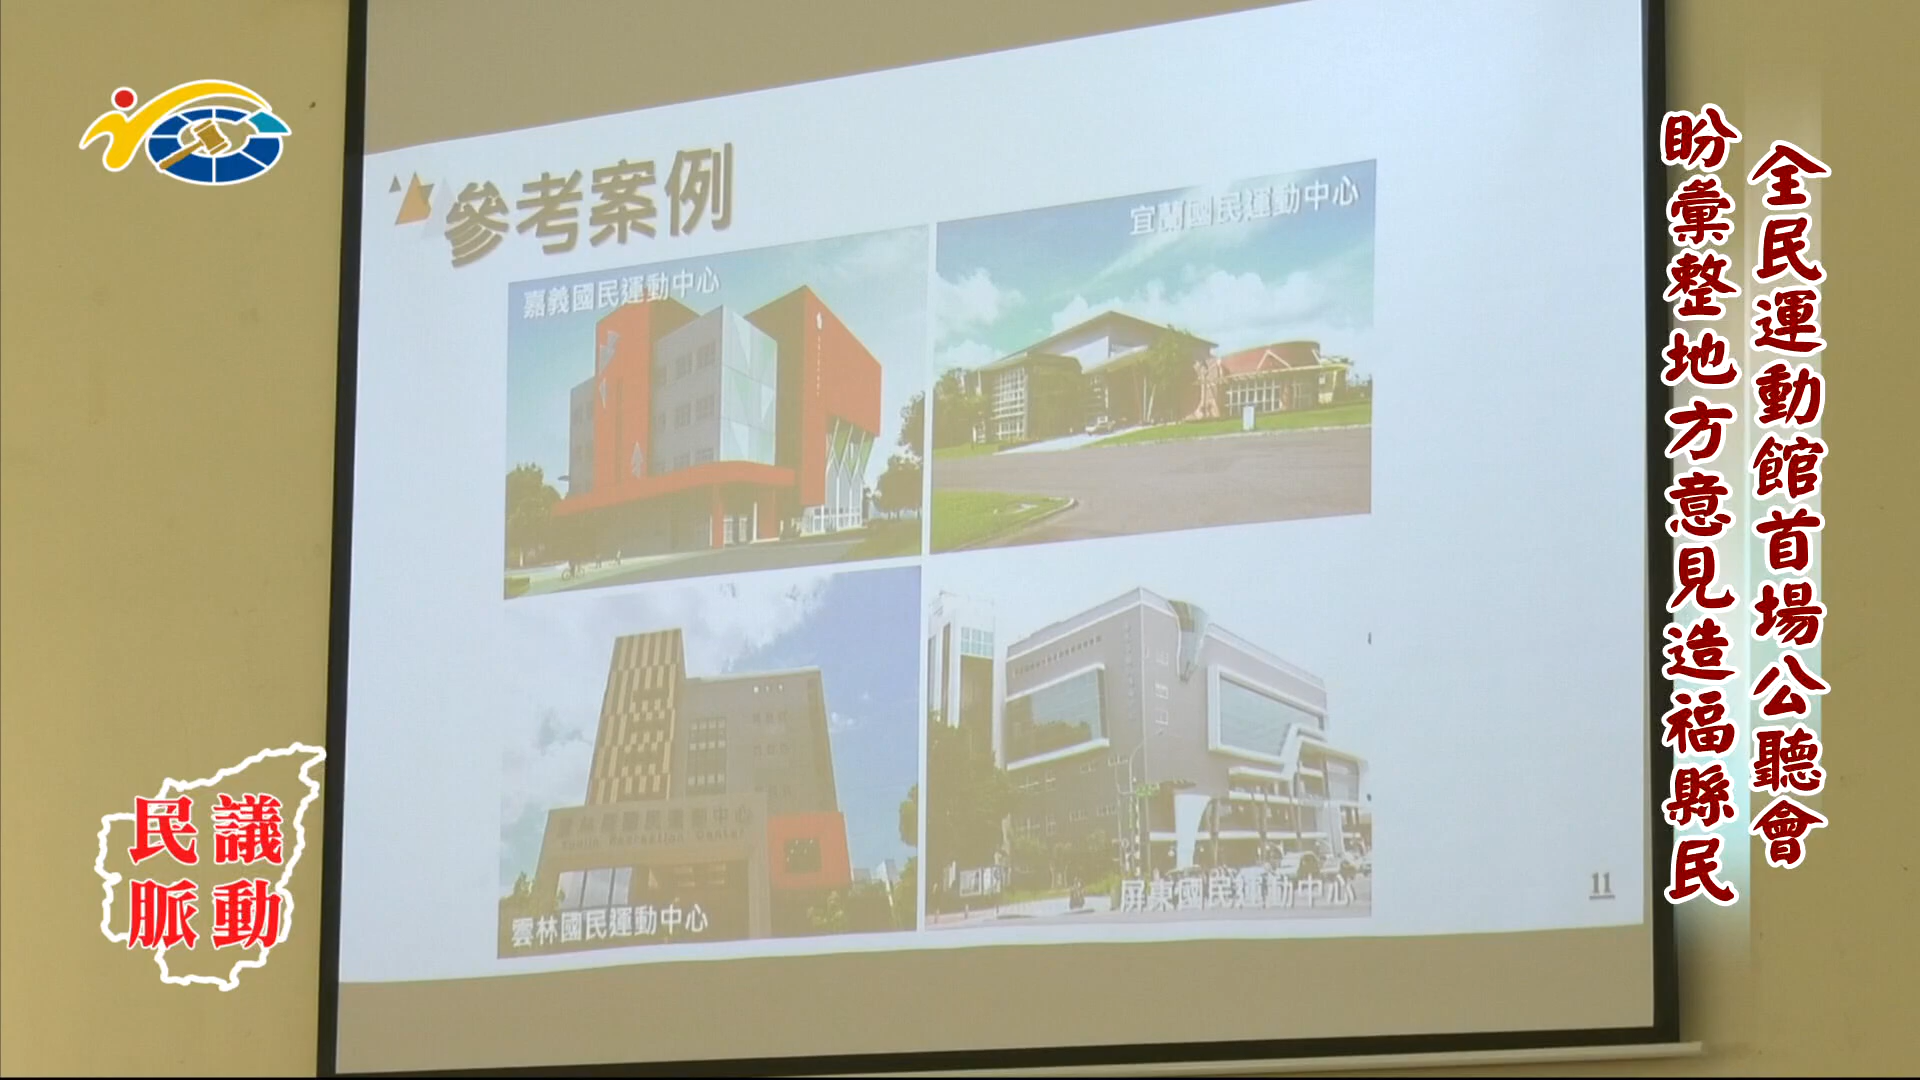 全民運動館首場公聽會
盼彙整地方意見造福縣民
參考案例
嘉義國民運動中心
宜蘭國民運動中心
雲林國民運動中心
屏東國民運動中心
11
民議
脈動